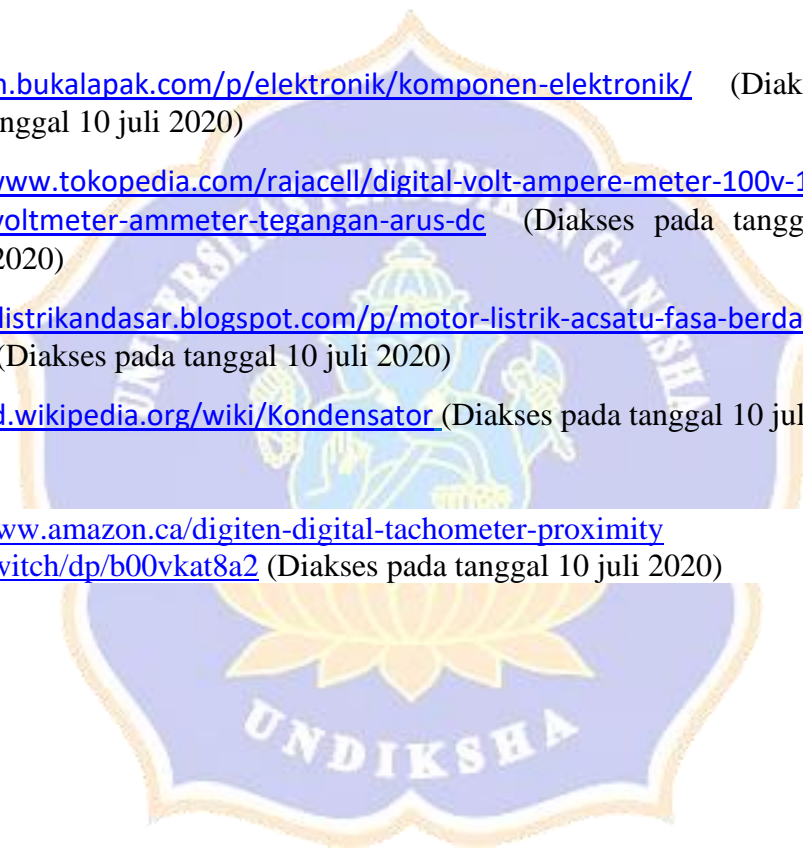 n.bukalapak.com/p/elektronik/komponen-elektronik/ (Diak
nggal 10 juli 2020)
www.tokopedia.com/rajacell/digital-volt-ampere-meter-100v-1
voltmeter-ammeter-tegangan-arus-dc (Diakses pada tangg
2020)
listrikandasar.blogspot.com/p/motor-listrik-acsatu-fasa-berda
(Diakses pada tanggal 10 juli 2020)
d.wikipedia.org/wiki/Kondensator (Diakses pada tanggal 10 jul
ww.amazon.ca/digiten-digital-tachometer-proximity
witch/dp/b00vkat8a2 (Diakses pada tanggal 10 juli 2020)
UNIVERSITAS PENDIDIKAN GANESHA
UNDIKSHA